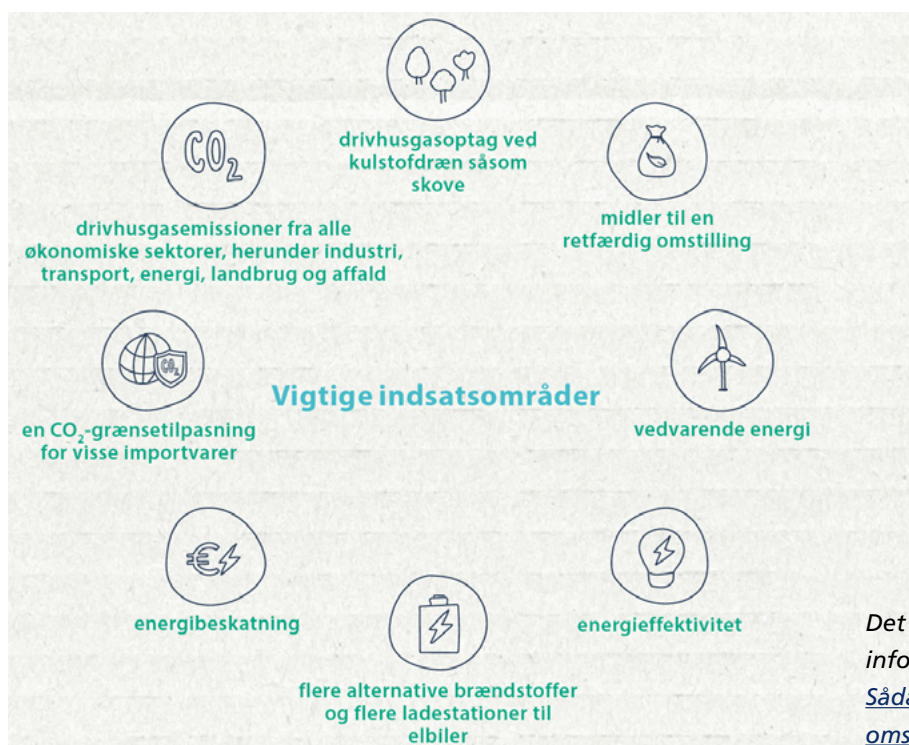 drivhusgasoptag ved
kulstofdræn såsom
skove
CO₂
drivhusgasemissioner fra alle
økonomiske sektorer, herunder industri,
transport, energi, landbrug og affald
midler til en
retfærdig omstilling
CO₂
en CO₂-grænsetilpasning
for visse importvarer
Vigtige indsatsområder
vedvarende energi
€
energibeskatning
energieffektivitet
flere alternative brændstoffer
og flere ladestationer til
elbiler
Det
info
Såda
oms